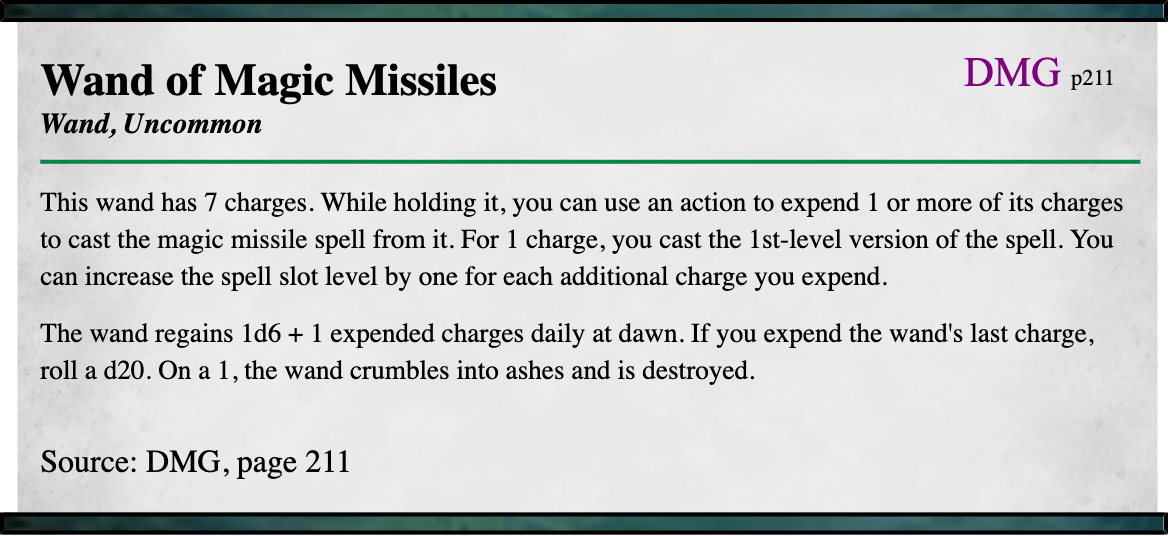 Wand of Magic Missiles
DMG p211
Wand, Uncommon
This wand has 7 charges. While holding it, you can use an action to expend 1 or more of its charges
to cast the magic missile spell from it. For 1 charge, you cast the 1st-level version of the spell. You
can increase the spell slot level by one for each additional charge you expend.
The wand regains 1d6 + 1 expended charges daily at dawn. If you expend the wand's last charge,
roll a d20. On a 1, the wand crumbles into ashes and is destroyed.
Source: DMG, page 211